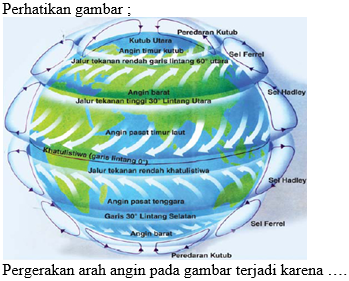 Perhatikan gambar ;
Peredaran Kutub
Kutub Utara
Angin timur kutub
Sel Ferrel
Jalur tekanan rendah garis lintang 60° utara
Angin barat
Sel Hadley
Jalur tekanan tinggi 30° Lintang Utara
Angin pasat timur laut
Khatulistiwa (garis lintang 0°)
Jalur tekanan rendah khatulistiwa
Sel Hadley
Angin pasat tenggara
Garis 30° Lintang Selatan
Sel Ferrel
Angin barat
Peredaran Kutub
Pergerakan arah angin pada gambar terjadi karena ….